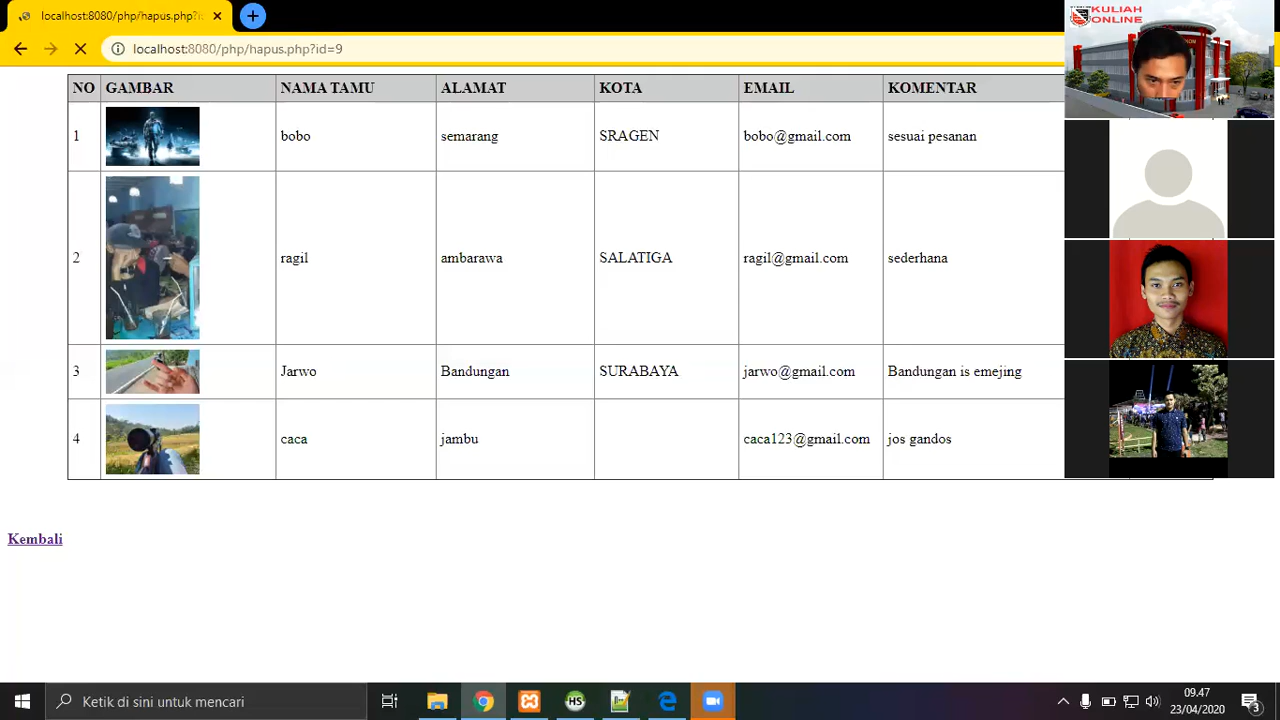 localhost:8080/php/hapus.php?i
localhost:8080/php/hapus.php?id=9
KULIAH
ONLINE
NO GAMBAR NAMA TAMU ALAMAT KOTA EMAIL KOMENTAR
1 bobo semarang SRAGEN bobo@gmail.com sesuai pesanan
2 ragil ambarawa SALATIGA ragil@gmail.com sederhana
3 Jarwo Bandungan SURABAYA jarwo@gmail.com Bandungan is emejing
4 caca jambu caca123@gmail.com jos gandos
Kembali
Ketik di sini untuk mencari
HS
09.47
23/04/2020
3